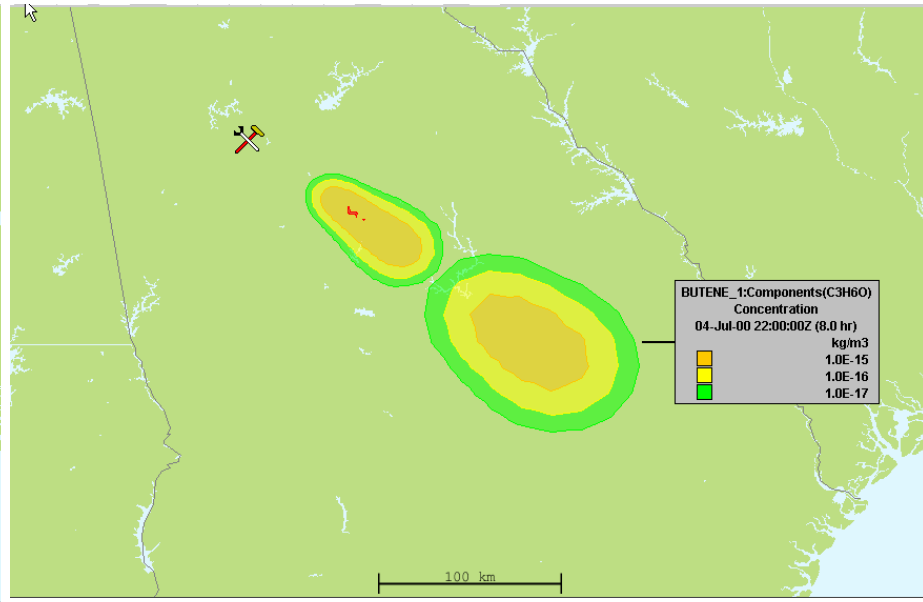 BUTENE_1:Components(C3H6O)
Concentration
04-Jul-00 22:00:00Z (8.0 hr)
kg/m3
1.0E-15
1.0E-16
1.0E-17
100 km